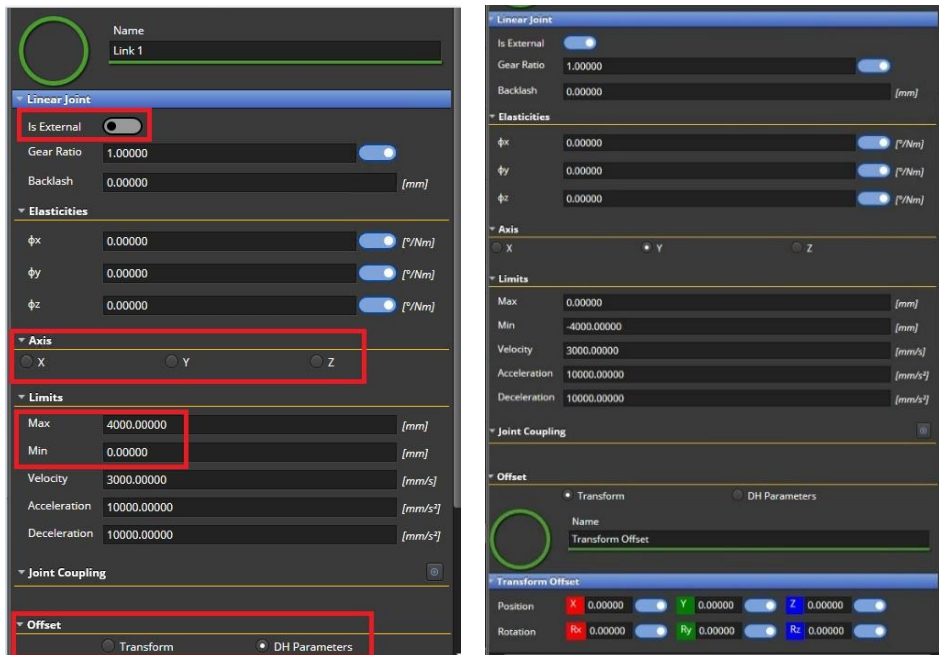 Name
Link 1
Linear Joint
Is External
Gear Ratio 1.00000
Backlash 0.00000 [mm]
Elasticities
ϕx 0.00000 [°/Nm]
ϕy 0.00000 [°/Nm]
ϕz 0.00000 [°/Nm]
Axis
X Y Z
Limits
Max 4000.00000 [mm]
Min 0.00000 [mm]
Velocity 3000.00000 [mm/s]
Acceleration 10000.00000 [mm/s²]
Deceleration 10000.00000 [mm/s²]
Joint Coupling
Offset
Transform DH Parameters
Linear Joint
Is External
Gear Ratio 1.00000
Backlash 0.00000 [mm]
Elasticities
ϕx 0.00000 [°/Nm]
ϕy 0.00000 [°/Nm]
ϕz 0.00000 [°/Nm]
Axis
X Y Z
Limits
Max 0.00000 [mm]
Min -4000.00000 [mm]
Velocity 3000.00000 [mm/s]
Acceleration 10000.00000 [mm/s²]
Deceleration 10000.00000 [mm/s²]
Joint Coupling
Offset
Transform DH Parameters
Name
Transform Offset
Transform Offset
Position X 0.00000 Y 0.00000 Z 0.00000
Rotation Rx 0.00000 Ry 0.00000 Rz 0.00000